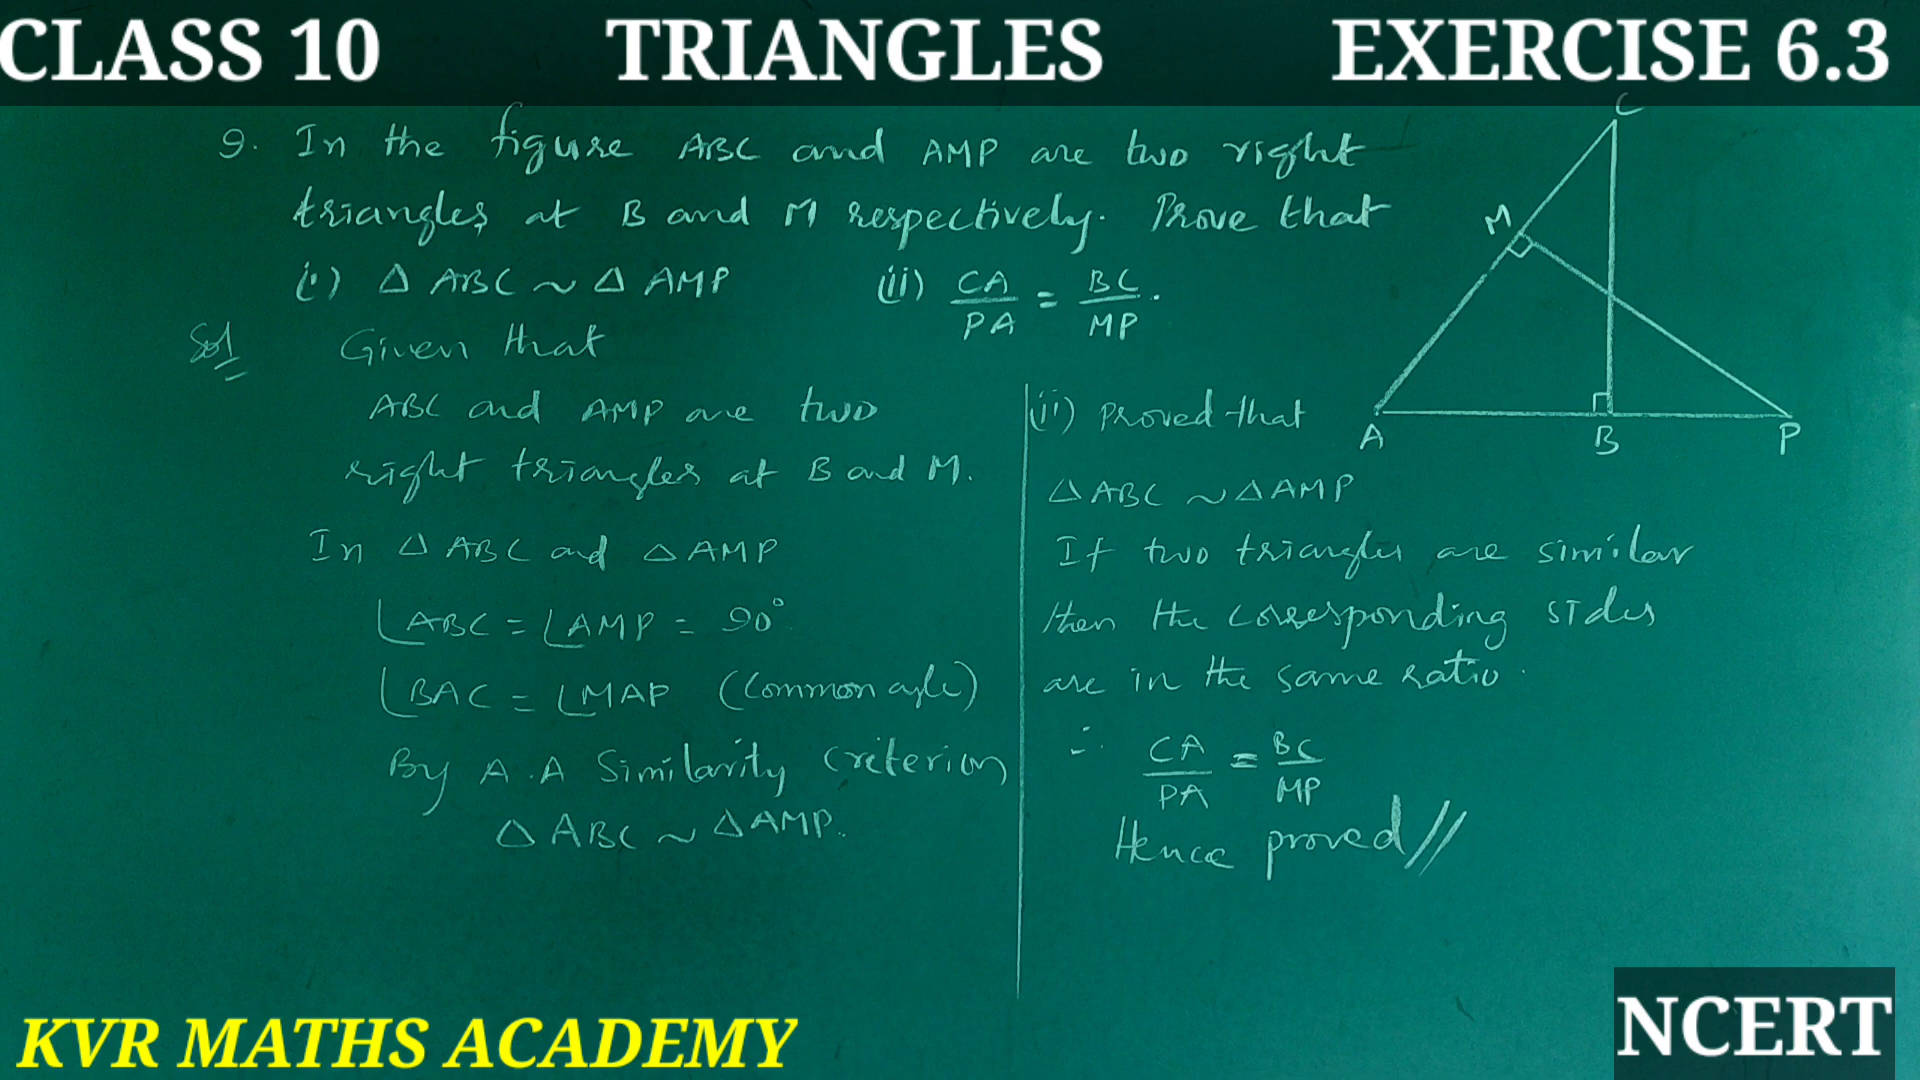 CLASS 10 TRIANGLES EXERCISE 6.3
9. In the figure ABC and AMP are two right
triangles at B and M respectively. Prove that
(i) △ ABC ~ △ AMP (ii) CA/PA = BC/MP.
Sol Given that
ABC and AMP are two
right triangles at B and M.
In △ ABC and △ AMP
∠ABC = ∠AMP = 90°
∠BAC = ∠MAP (Common agle)
By A.A Similarity Criterion
△ ABC ~ △ AMP.
(ii) Proved that
△ ABC ~ △ AMP
If two triangles are similar
then the corresponding sides
are in the same ratio.
∴ CA/PA = BC/MP
Hence proved//
C
M
A B P
KVR MATHS ACADEMY
NCERT